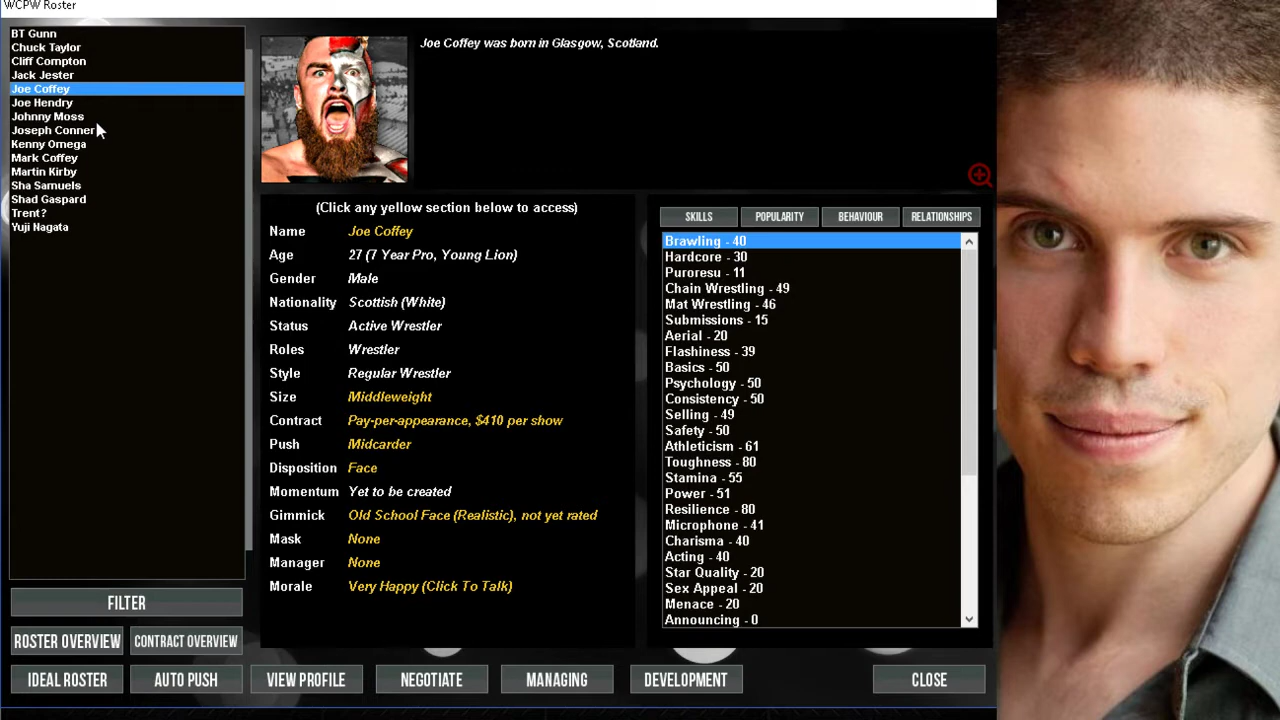 WCPW Roster
BT Gunn
Chuck Taylor
Cliff Compton
Jack Jester
Joe Coffey
Joe Hendry
Johnny Moss
Joseph Conner
Kenny Omega
Mark Coffey
Martin Kirby
Sha Samuels
Shad Gaspard
Trent?
Yuji Nagata
FILTER
ROSTER OVERVIEW
CONTRACT OVERVIEW
IDEAL ROSTER
AUTO PUSH
Joe Coffey was born in Glasgow, Scotland.
(Click any yellow section below to access)
Name Joe Coffey
Age 27 (7 Year Pro, Young Lion)
Gender Male
Nationality Scottish (White)
Status Active Wrestler
Roles Wrestler
Style Regular Wrestler
Size Middleweight
Contract Pay-per-appearance, $410 per show
Push Midcarder
Disposition Face
Momentum Yet to be created
Gimmick Old School Face (Realistic), not yet rated
Mask None
Manager None
Morale Very Happy (Click To Talk)
SKILLS
POPULARITY
BEHAVIOUR
RELATIONSHIPS
Brawling - 40
Hardcore - 30
Puroresu - 11
Chain Wrestling - 49
Mat Wrestling - 46
Submissions - 15
Aerial - 20
Flashiness - 39
Basics - 50
Psychology - 50
Consistency - 50
Selling - 49
Safety - 50
Athleticism - 61
Toughness - 80
Stamina - 55
Power - 51
Resilience - 80
Microphone - 41
Charisma - 40
Acting - 40
Star Quality - 20
Sex Appeal - 20
Menace - 20
Announcing - 0
VIEW PROFILE
NEGOTIATE
MANAGING
DEVELOPMENT
CLOSE